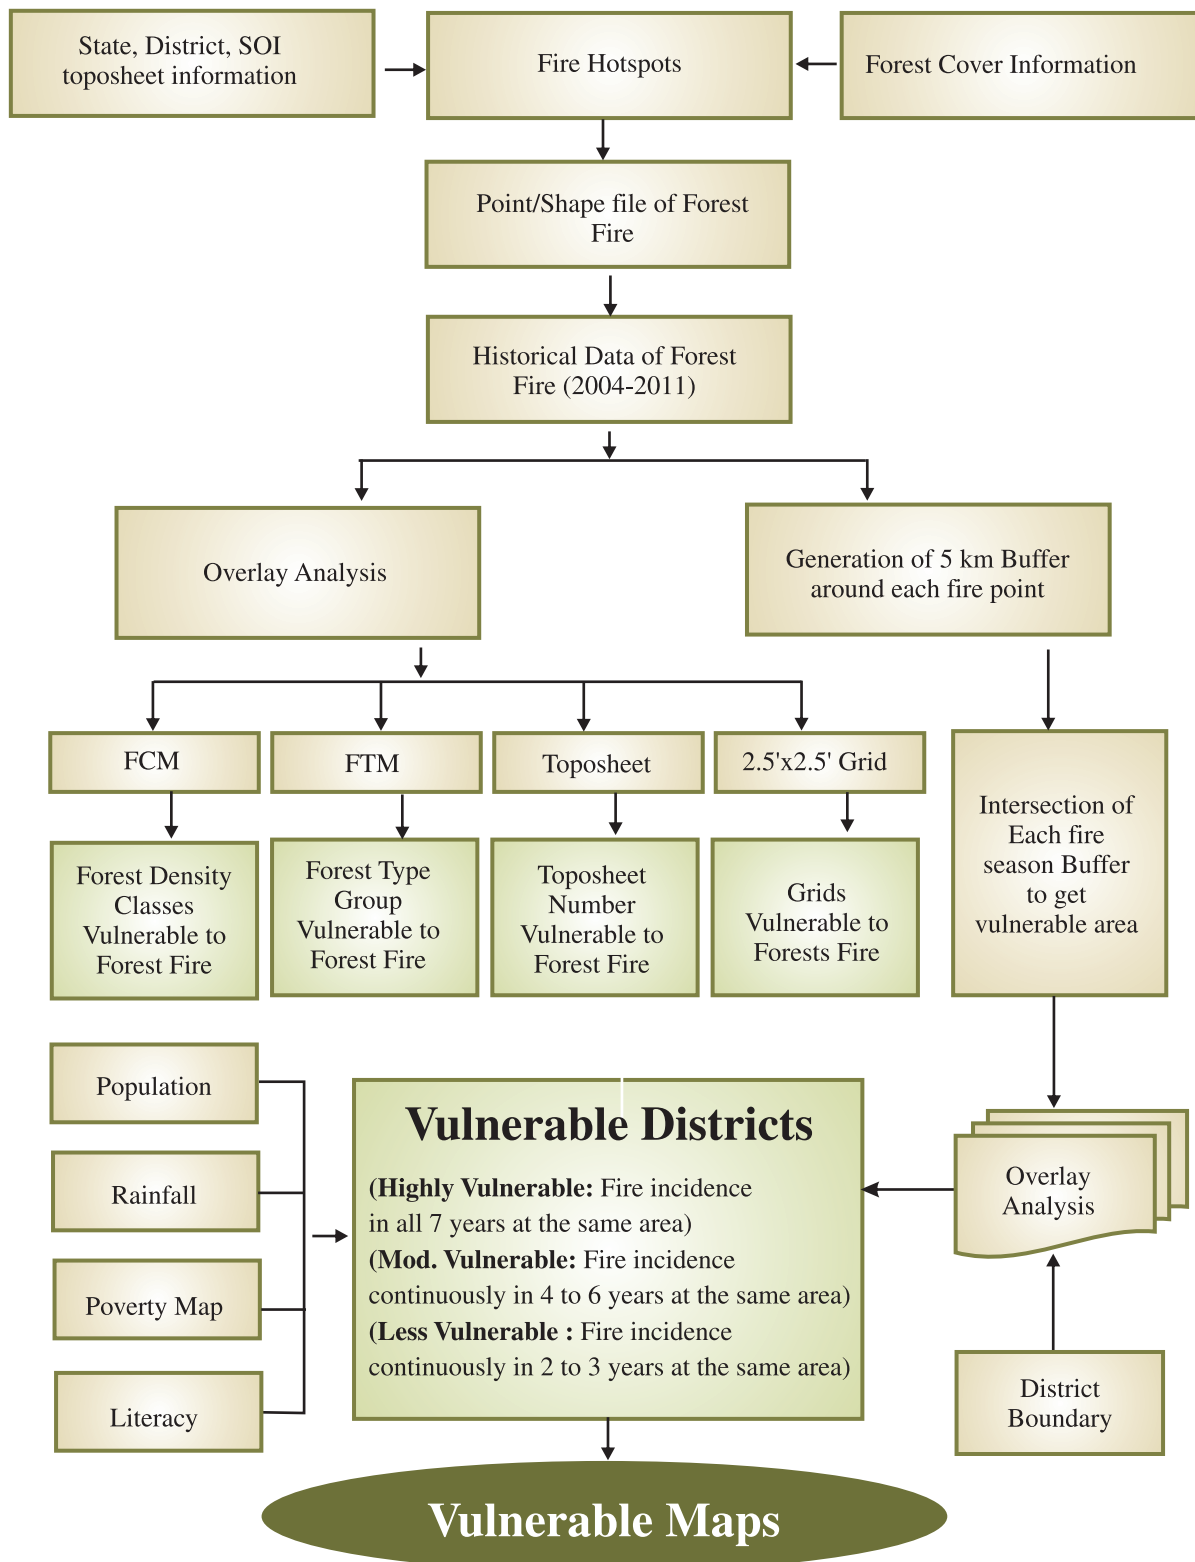 State, District, SOI
toposheet information
Fire Hotspots
Forest Cover Information
Point/Shape file of Forest
Fire
Historical Data of Forest
Fire (2004-2011)
Overlay Analysis
Generation of 5 km Buffer
around each fire point
FCM
FTM
Toposheet
2.5'x2.5' Grid
Forest Density
Classes
Vulnerable to
Forest Fire
Forest Type
Group
Vulnerable to
Forest Fire
Toposheet
Number
Vulnerable to
Forest Fire
Grids
Vulnerable to
Forests Fire
Intersection of
Each fire
season Buffer
to get
vulnerable area
Population
Rainfall
Poverty Map
Literacy
Vulnerable Districts
(Highly Vulnerable: Fire incidence
in all 7 years at the same area)
(Mod. Vulnerable: Fire incidence
continuously in 4 to 6 years at the same area)
(Less Vulnerable : Fire incidence
continuously in 2 to 3 years at the same area)
Overlay
Analysis
District
Boundary
Vulnerable Maps